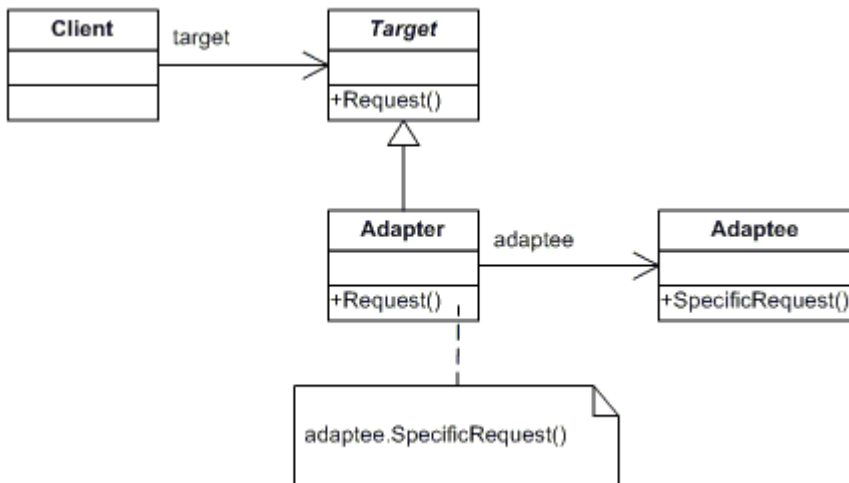 Client
target
Target
+Request()
Adapter
+Request()
adaptee
Adaptee
+SpecificRequest()
adaptee.SpecificRequest()